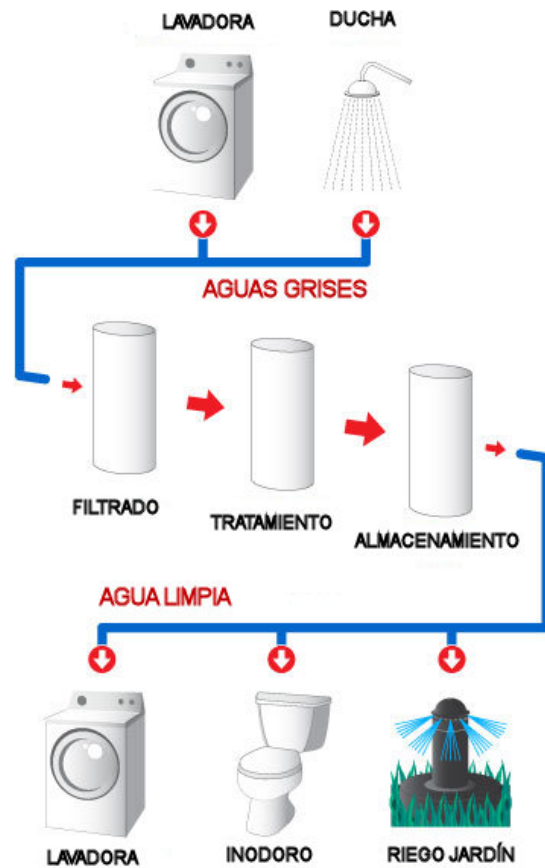 LAVADORA
DUCHA
AGUAS GRISES
FILTRADO
TRATAMIENTO
ALMACENAMIENTO
AGUA LIMPIA
LAVADORA
INODORO
RIEGO JARDÍN